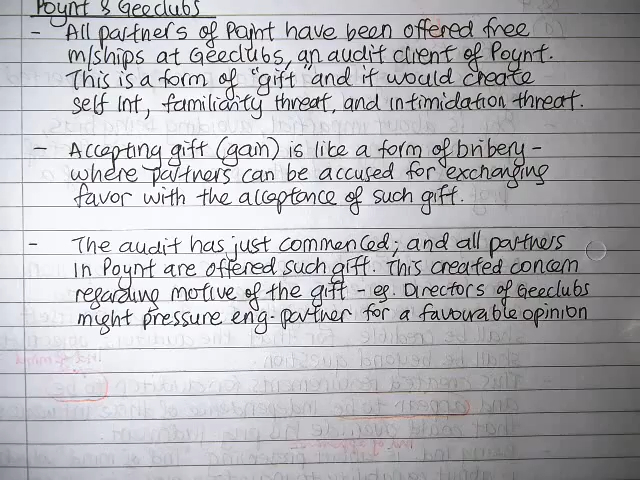 Poynt & Geeclubs
- All partners of Poynt have been offered free
m/ships at Geeclubs, an audit client of Poynt.
This is a form of "gift" and it would create
self int, familiarity threat, and intimidation threat.
- Accepting gift (gain) is like a form of bribery -
where partners can be accused for exchanging
favor with the acceptance of such gift.
- The audit has just commenced; and all partners
in Poynt are offered such gift. This created concern
regarding motive of the gift - eg. Directors of Geeclubs
might pressure eng. partner for a favourable opinion